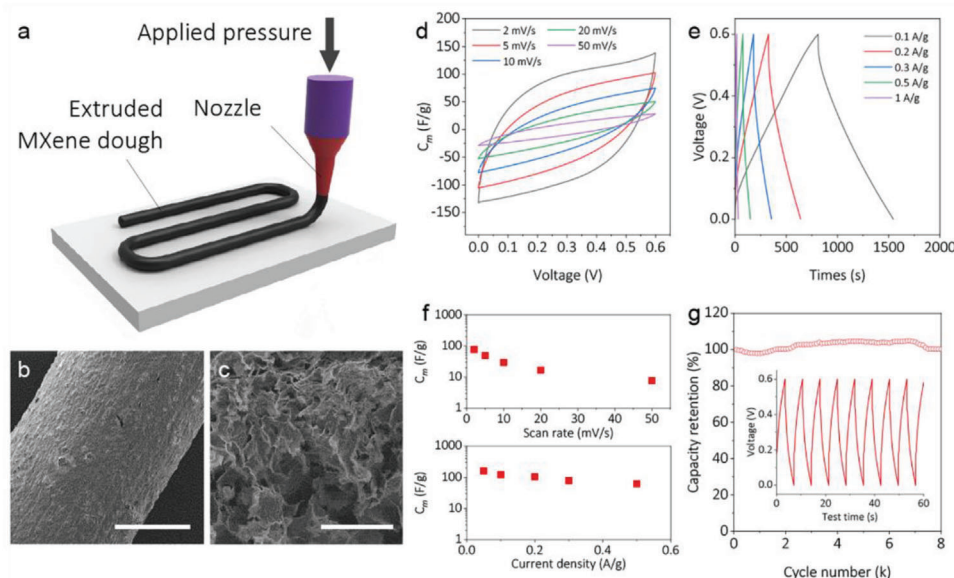 a
Applied pressure
Extruded
MXene dough
Nozzle
b
c
d
2 mV/s
5 mV/s
10 mV/s
20 mV/s
50 mV/s
150
100
50
0
-50
-100
-150
Cm (F/g)
0.0 0.1 0.2 0.3 0.4 0.5 0.6
Voltage (V)
e
0.1 A/g
0.2 A/g
0.3 A/g
0.5 A/g
1 A/g
0.6
0.4
0.2
0.0
Voltage (V)
0 500 1000 1500 2000
Times (s)
f
1000
100
10
1
Cm (F/g)
0 10 20 30 40 50
Scan rate (mV/s)
1000
100
10
1
Cm (F/g)
0.0 0.2 0.4 0.6
Current density (A/g)
g
120
100
80
60
40
20
0
Capacity retention (%)
0 2 4 6 8
Cycle number (k)
0.6
0.4
0.2
0.0
Voltage (V)
0 10 20 30 40 50 60
Test time (s)